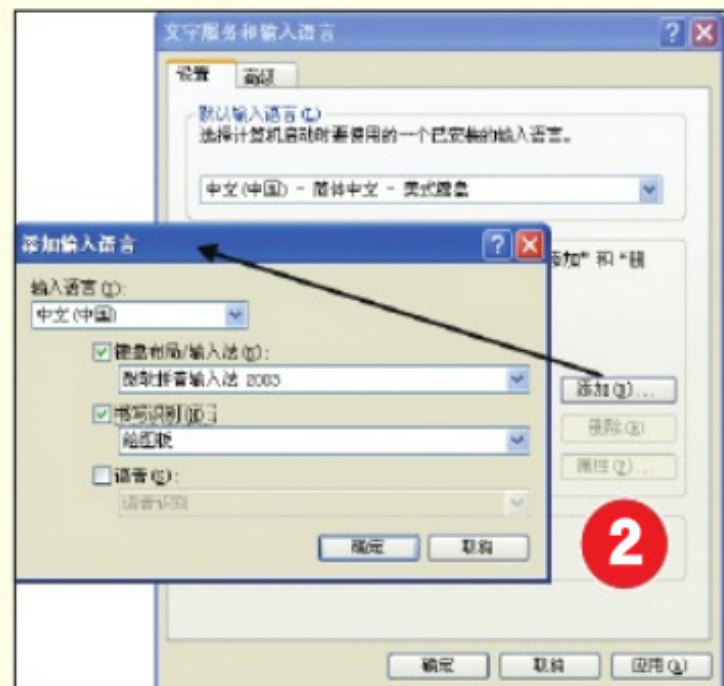 文字服务和输入语言
设置 高级
默认输入语言(L)
选择计算机启动时要使用的一个已安装的输入语言。
中文(中国) - 简体中文 - 美式键盘
添加" 和 "删
添加(D)...
删除(R)
属性(P)...
添加输入语言
输入语言(I):
中文(中国)
键盘布局/输入法(K):
微软拼音输入法 2003
书写识别(H):
绘图板
语音(S):
语音识别
确定 取消
2
确定 取消 应用(A)